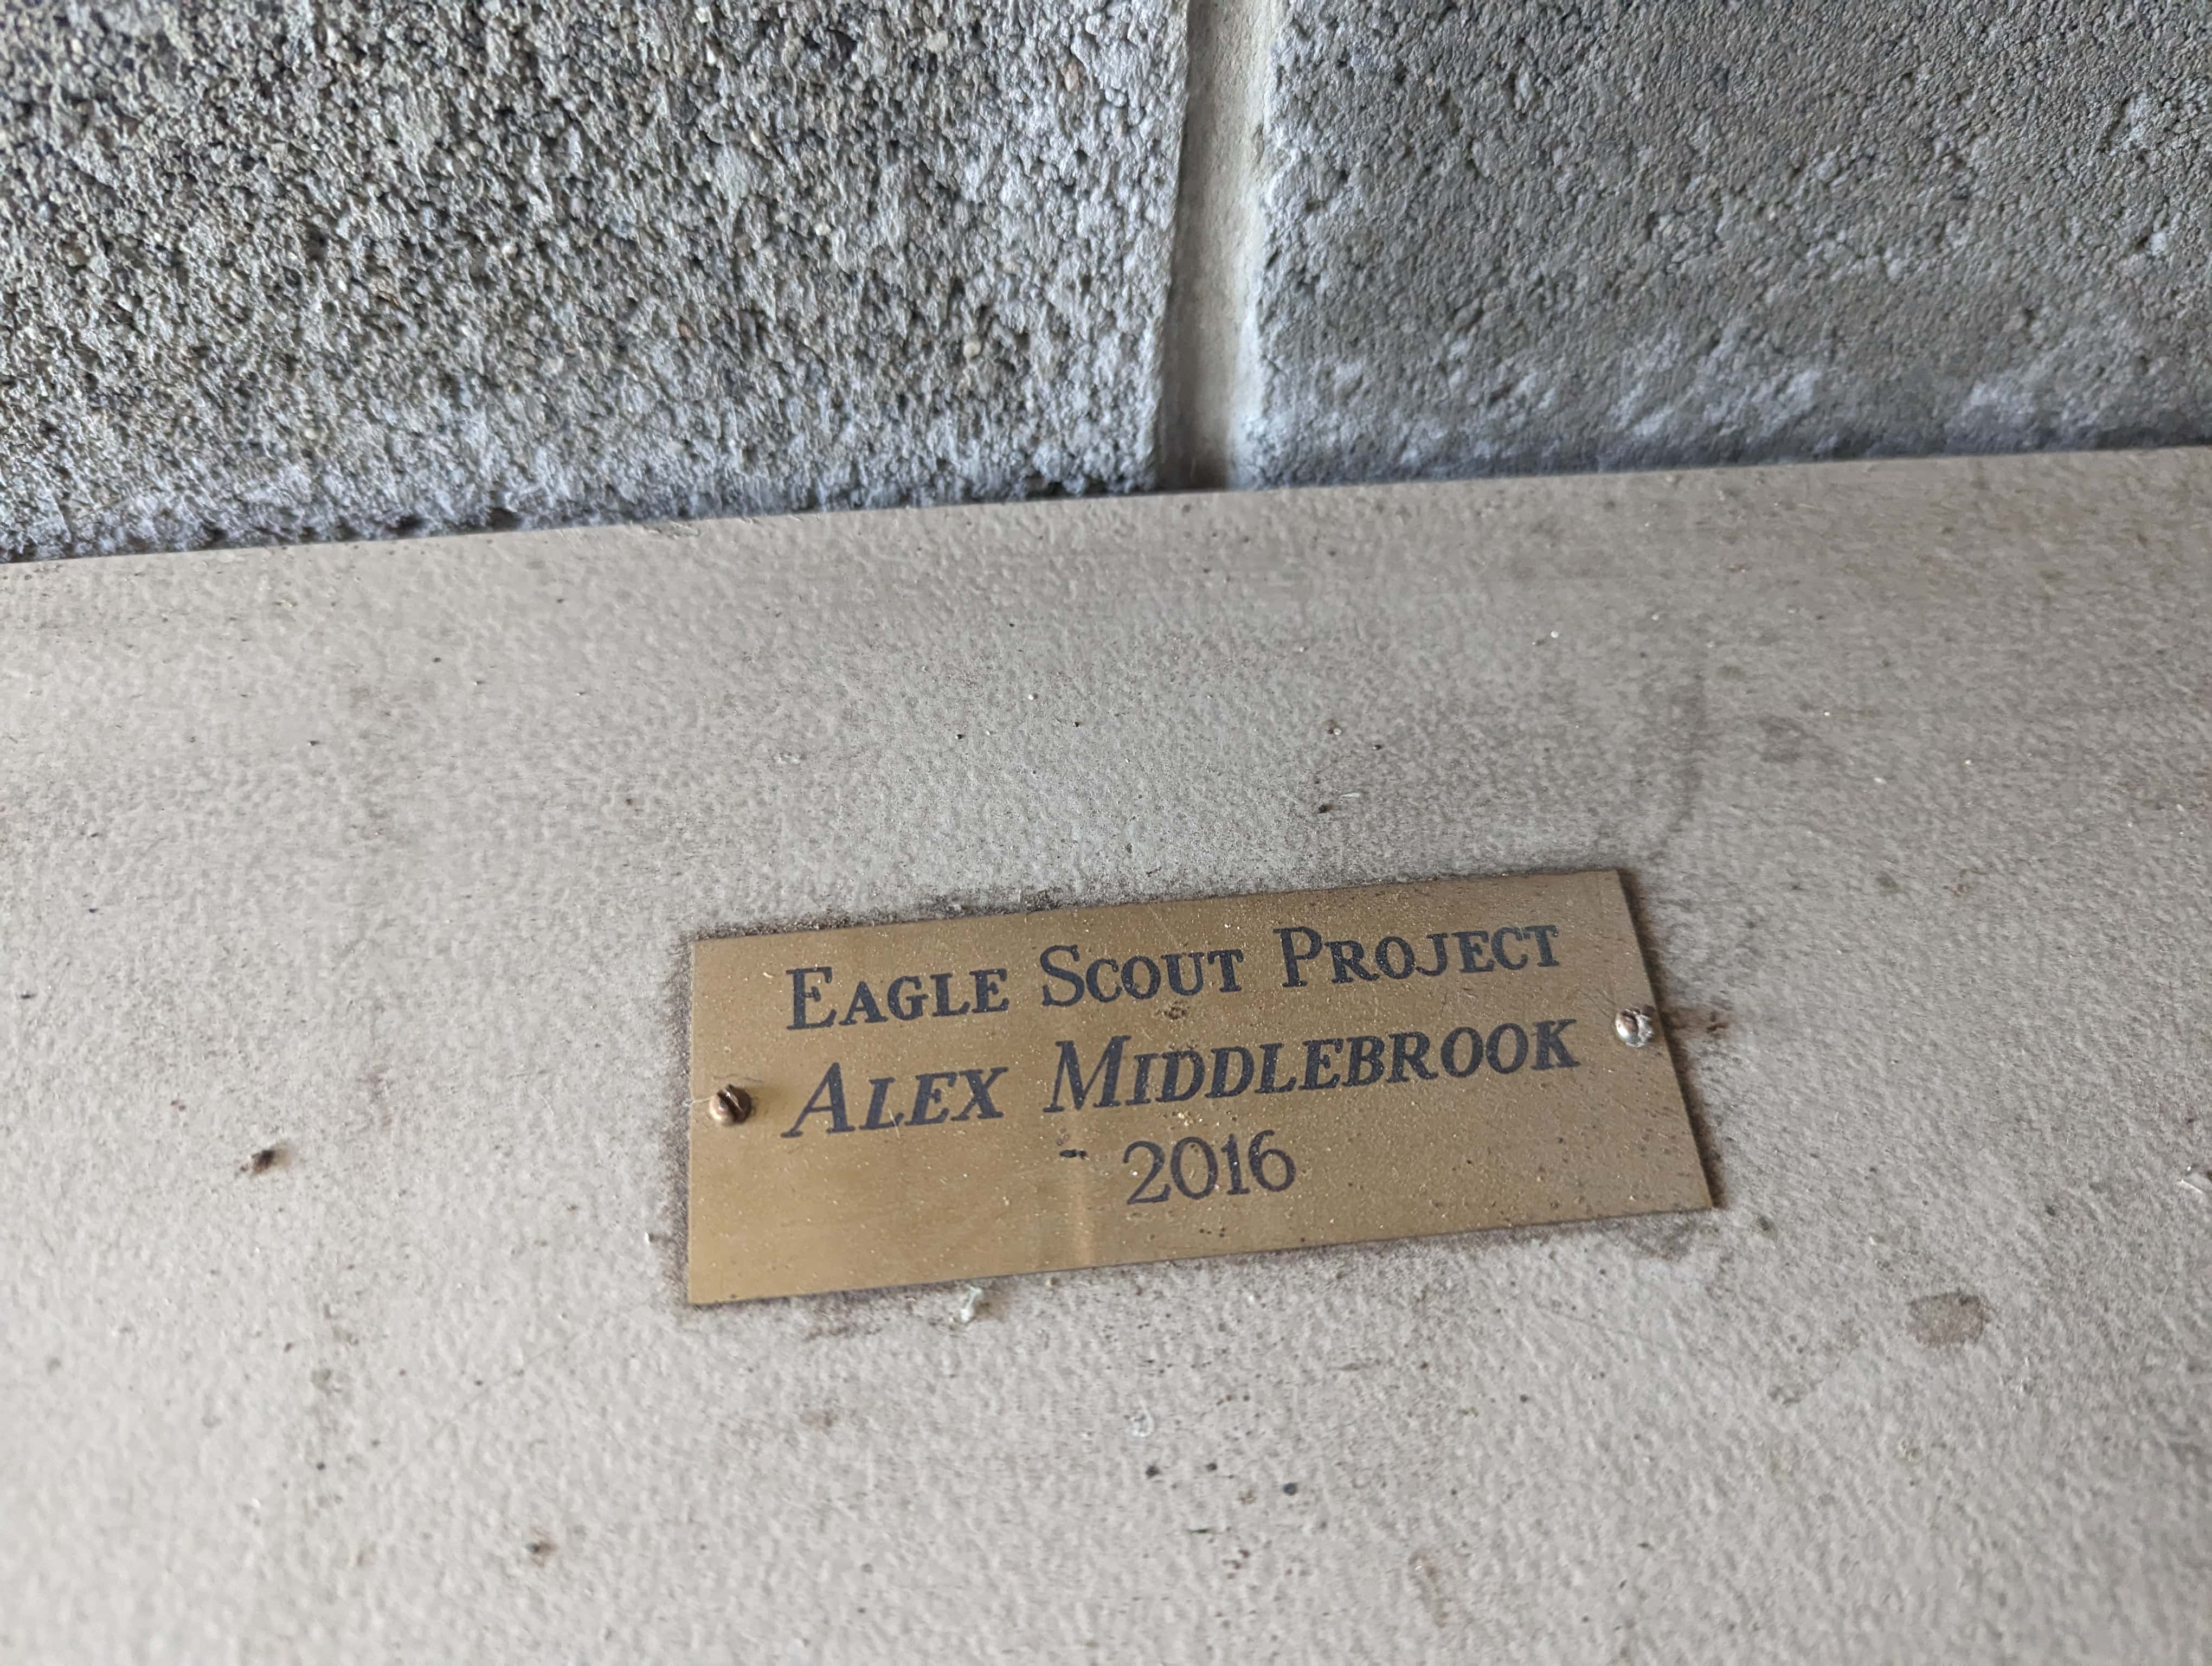 EAGLE SCOUT PROJECT
ALEX MIDDLEBROOK
2016